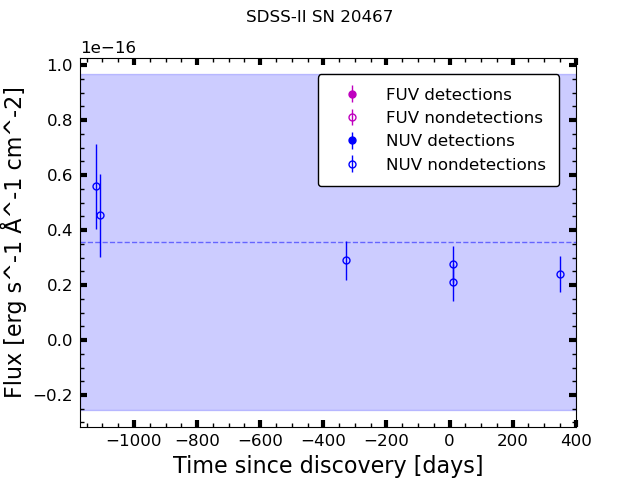 SDSS-II SN 20467
1e−16
1.0
0.8
0.6
0.4
0.2
0.0
−0.2
Flux [erg s^-1 Å^-1 cm^-2]
FUV detections
FUV nondetections
NUV detections
NUV nondetections
−1000 −800 −600 −400 −200 0 200 400
Time since discovery [days]